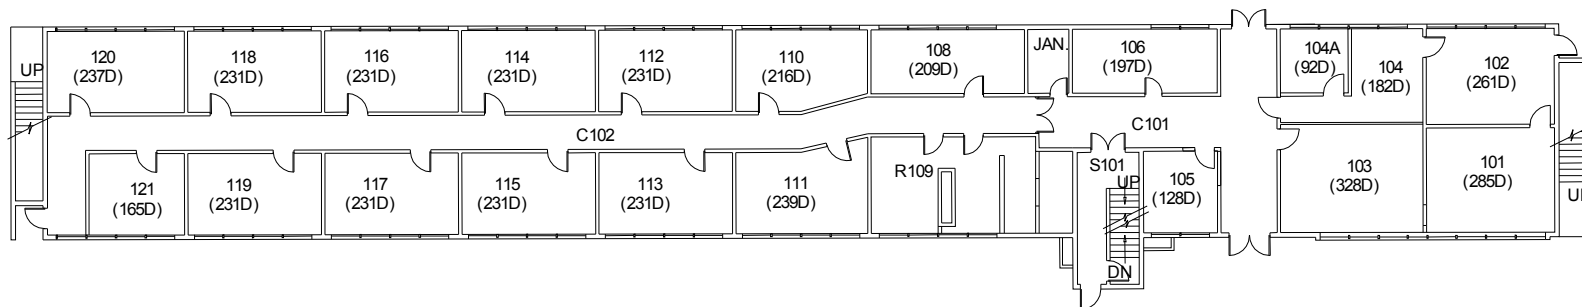 120
(237D)
118
(231D)
116
(231D)
114
(231D)
112
(231D)
110
(216D)
108
(209D)
JAN.
106
(197D)
104A
(92D)
104
(182D)
102
(261D)
UP
C102
C101
121
(165D)
119
(231D)
117
(231D)
115
(231D)
113
(231D)
111
(239D)
R109
S101
UP
DN
105
(128D)
103
(328D)
101
(285D)